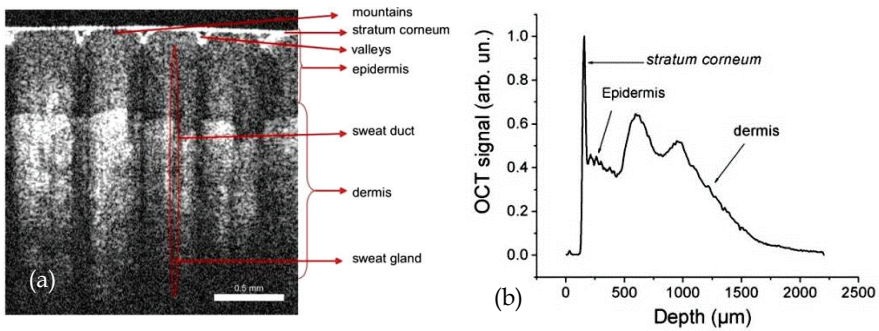 mountains
stratum corneum
valleys
epidermis
sweat duct
dermis
sweat gland
0.5 mm
(a)
OCT signal (arb. un.)
1.0
0.8
0.6
0.4
0.2
0.0
stratum corneum
Epidermis
dermis
0 500 1000 1500 2000 2500
Depth (µm)
(b)